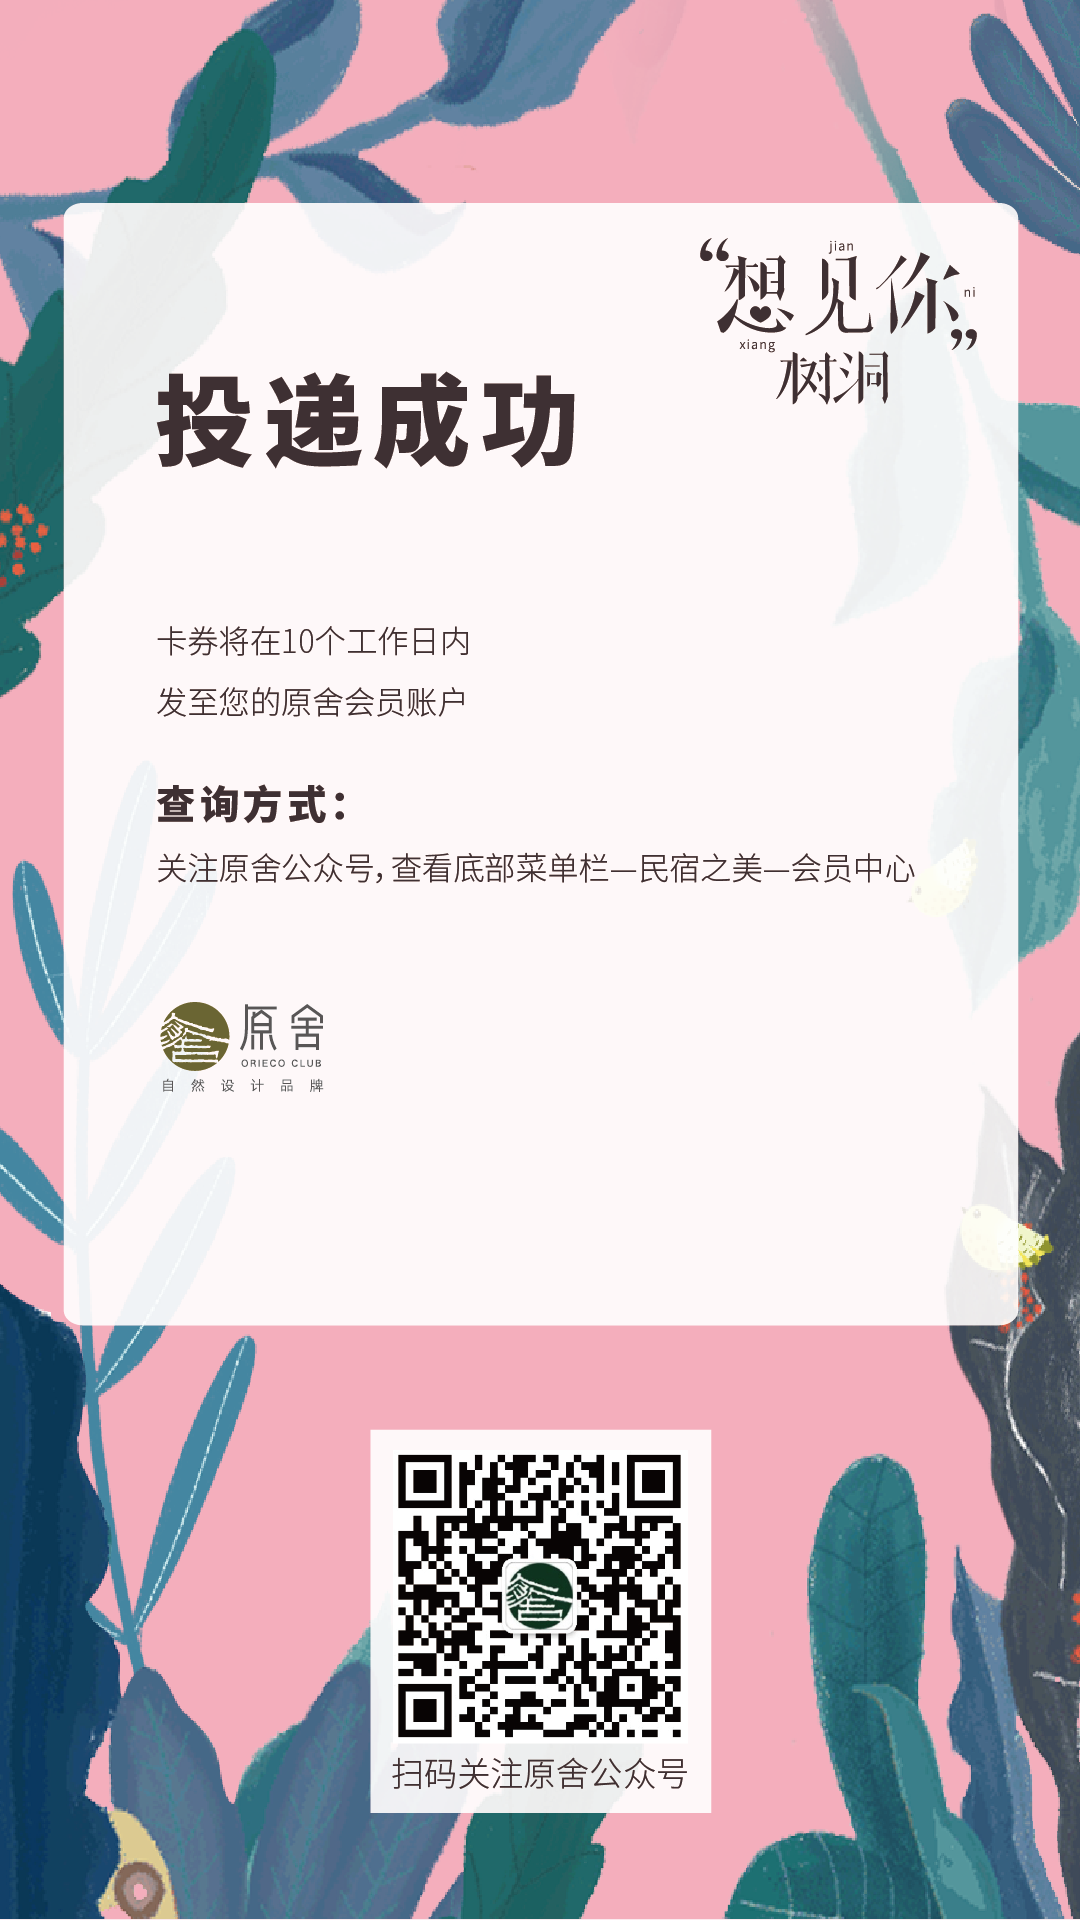 jian
“想见你”
ni
xiang
树洞
投递成功
卡券将在10个工作日内
发至您的原舍会员账户
查询方式：
关注原舍公众号，查看底部菜单栏—民宿之美—会员中心
原舍
ORIECO CLUB
自然设计品牌
扫码关注原舍公众号